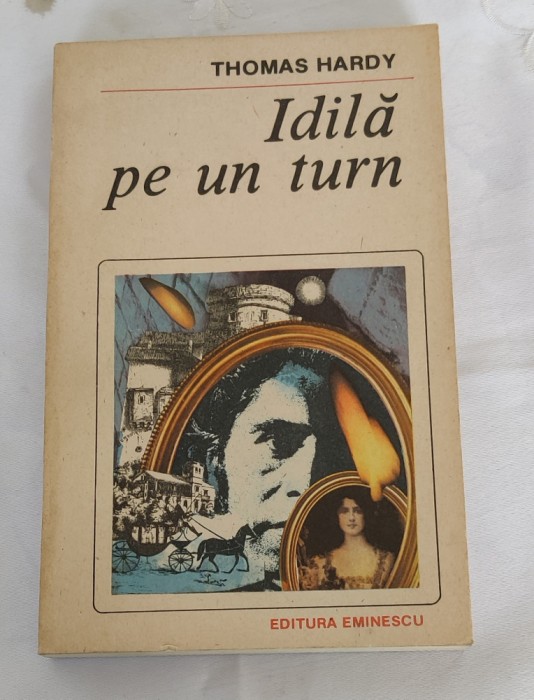 THOMAS HARDY
Idilă
pe un turn
EDITURA EMINESCU